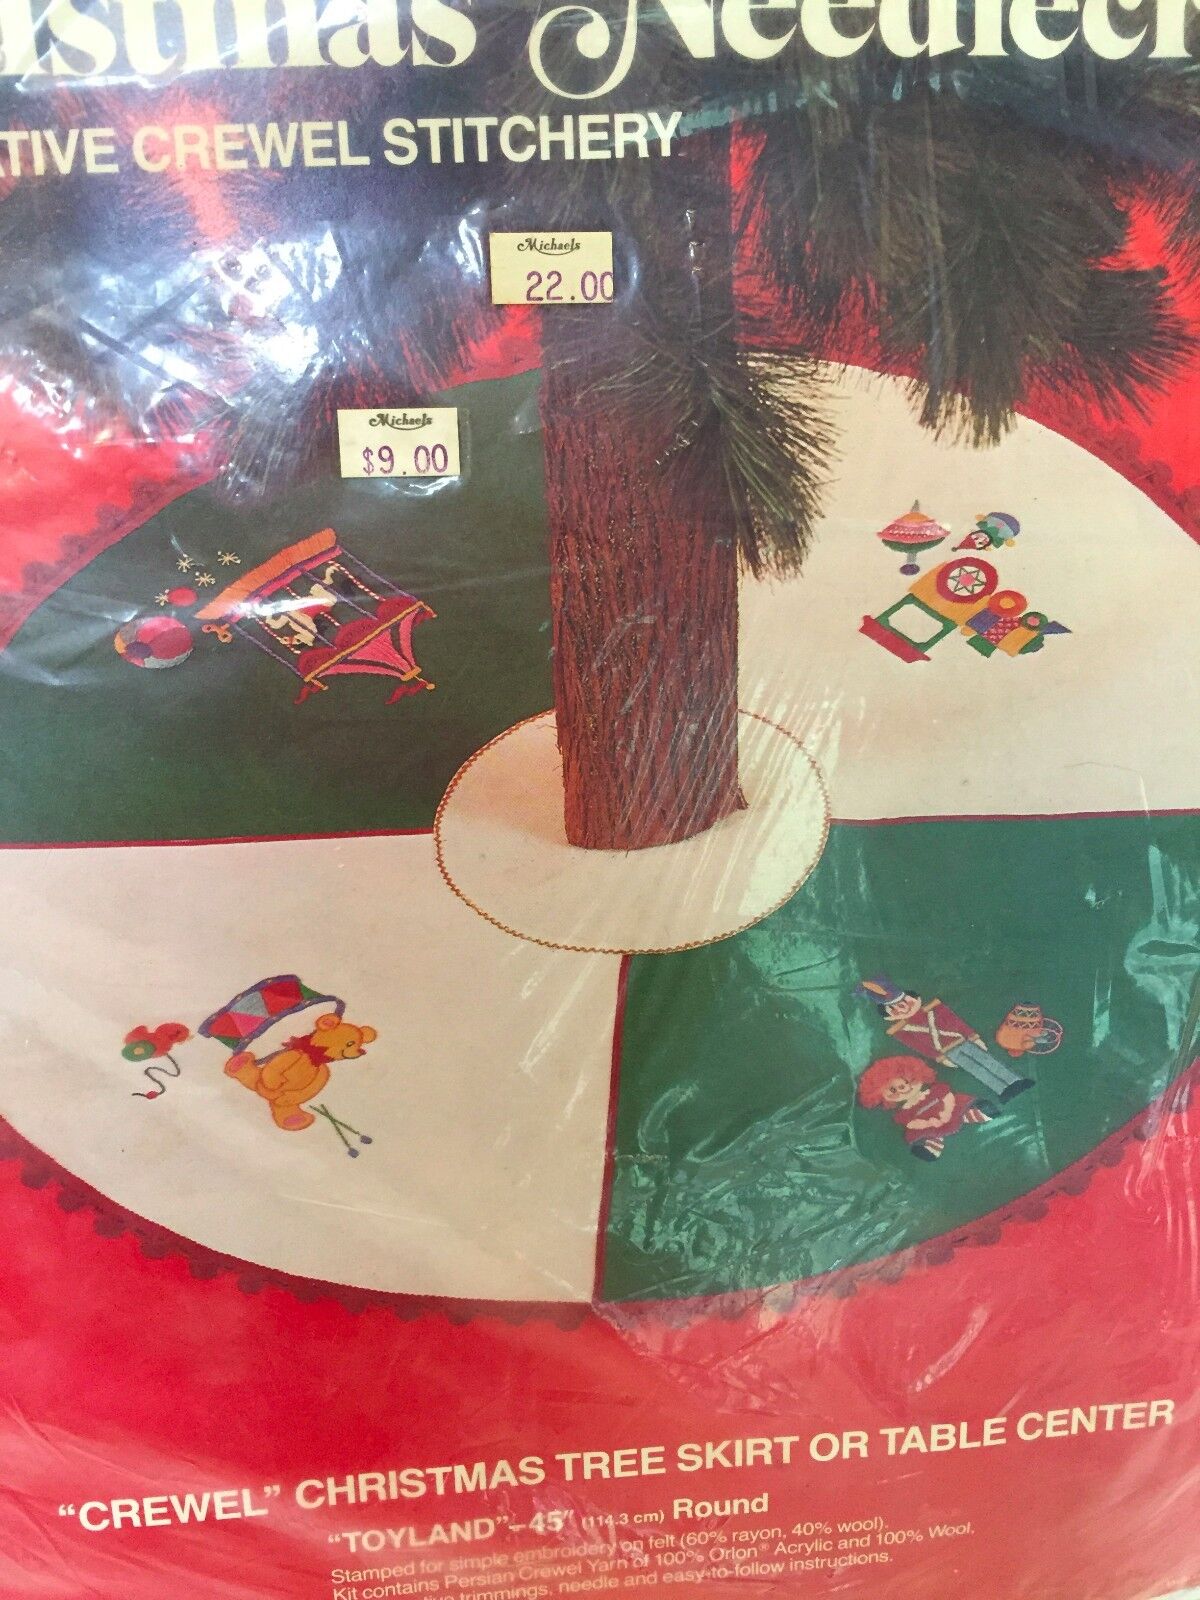 istmas Needlecr
ATIVE CREWEL STITCHERY
Michaels
22.00
Michaels
$9.00
"CREWEL" CHRISTMAS TREE SKIRT OR TABLE CENTER
"TOYLAND"–45" (114.3 cm) Round
Stamped for simple embroidery on felt (60% rayon, 40% wool).
Kit contains Persian Crewel Yarn of 100% Orlon® Acrylic and 100% Wool,
trimmings, needle and easy-to-follow instructions.